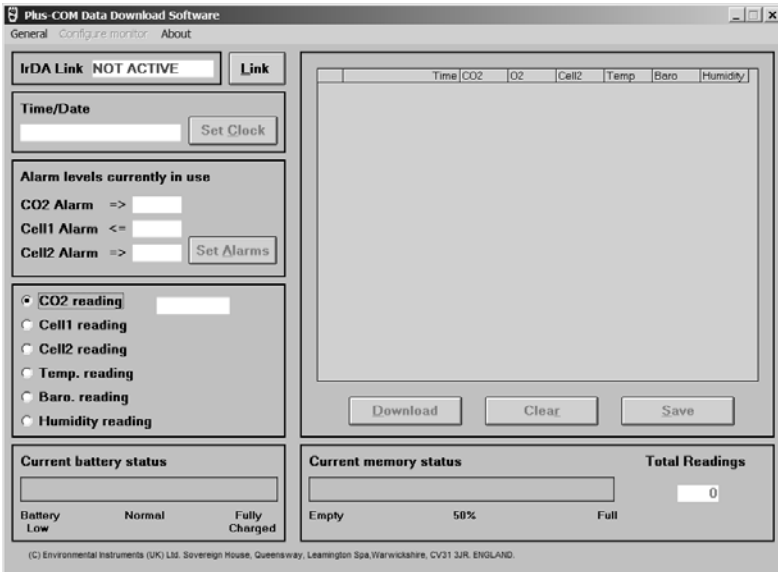 Plus-COM Data Download Software
General Configure monitor About
IrDA Link NOT ACTIVE Link
Time/Date
Set Clock
Alarm levels currently in use
CO2 Alarm =>
Cell1 Alarm <=
Cell2 Alarm =>
Set Alarms
CO2 reading
Cell1 reading
Cell2 reading
Temp. reading
Baro. reading
Humidity reading
Time CO2 O2 Cell2 Temp Baro Humidity
Download Clear Save
Current battery status
Battery Low Normal Fully Charged
Current memory status
Empty 50% Full
Total Readings
0
(C) Environmental Instruments (UK) Ltd. Sovereign House, Queensway, Leamington Spa,Warwickshire, CV31 3JR. ENGLAND.